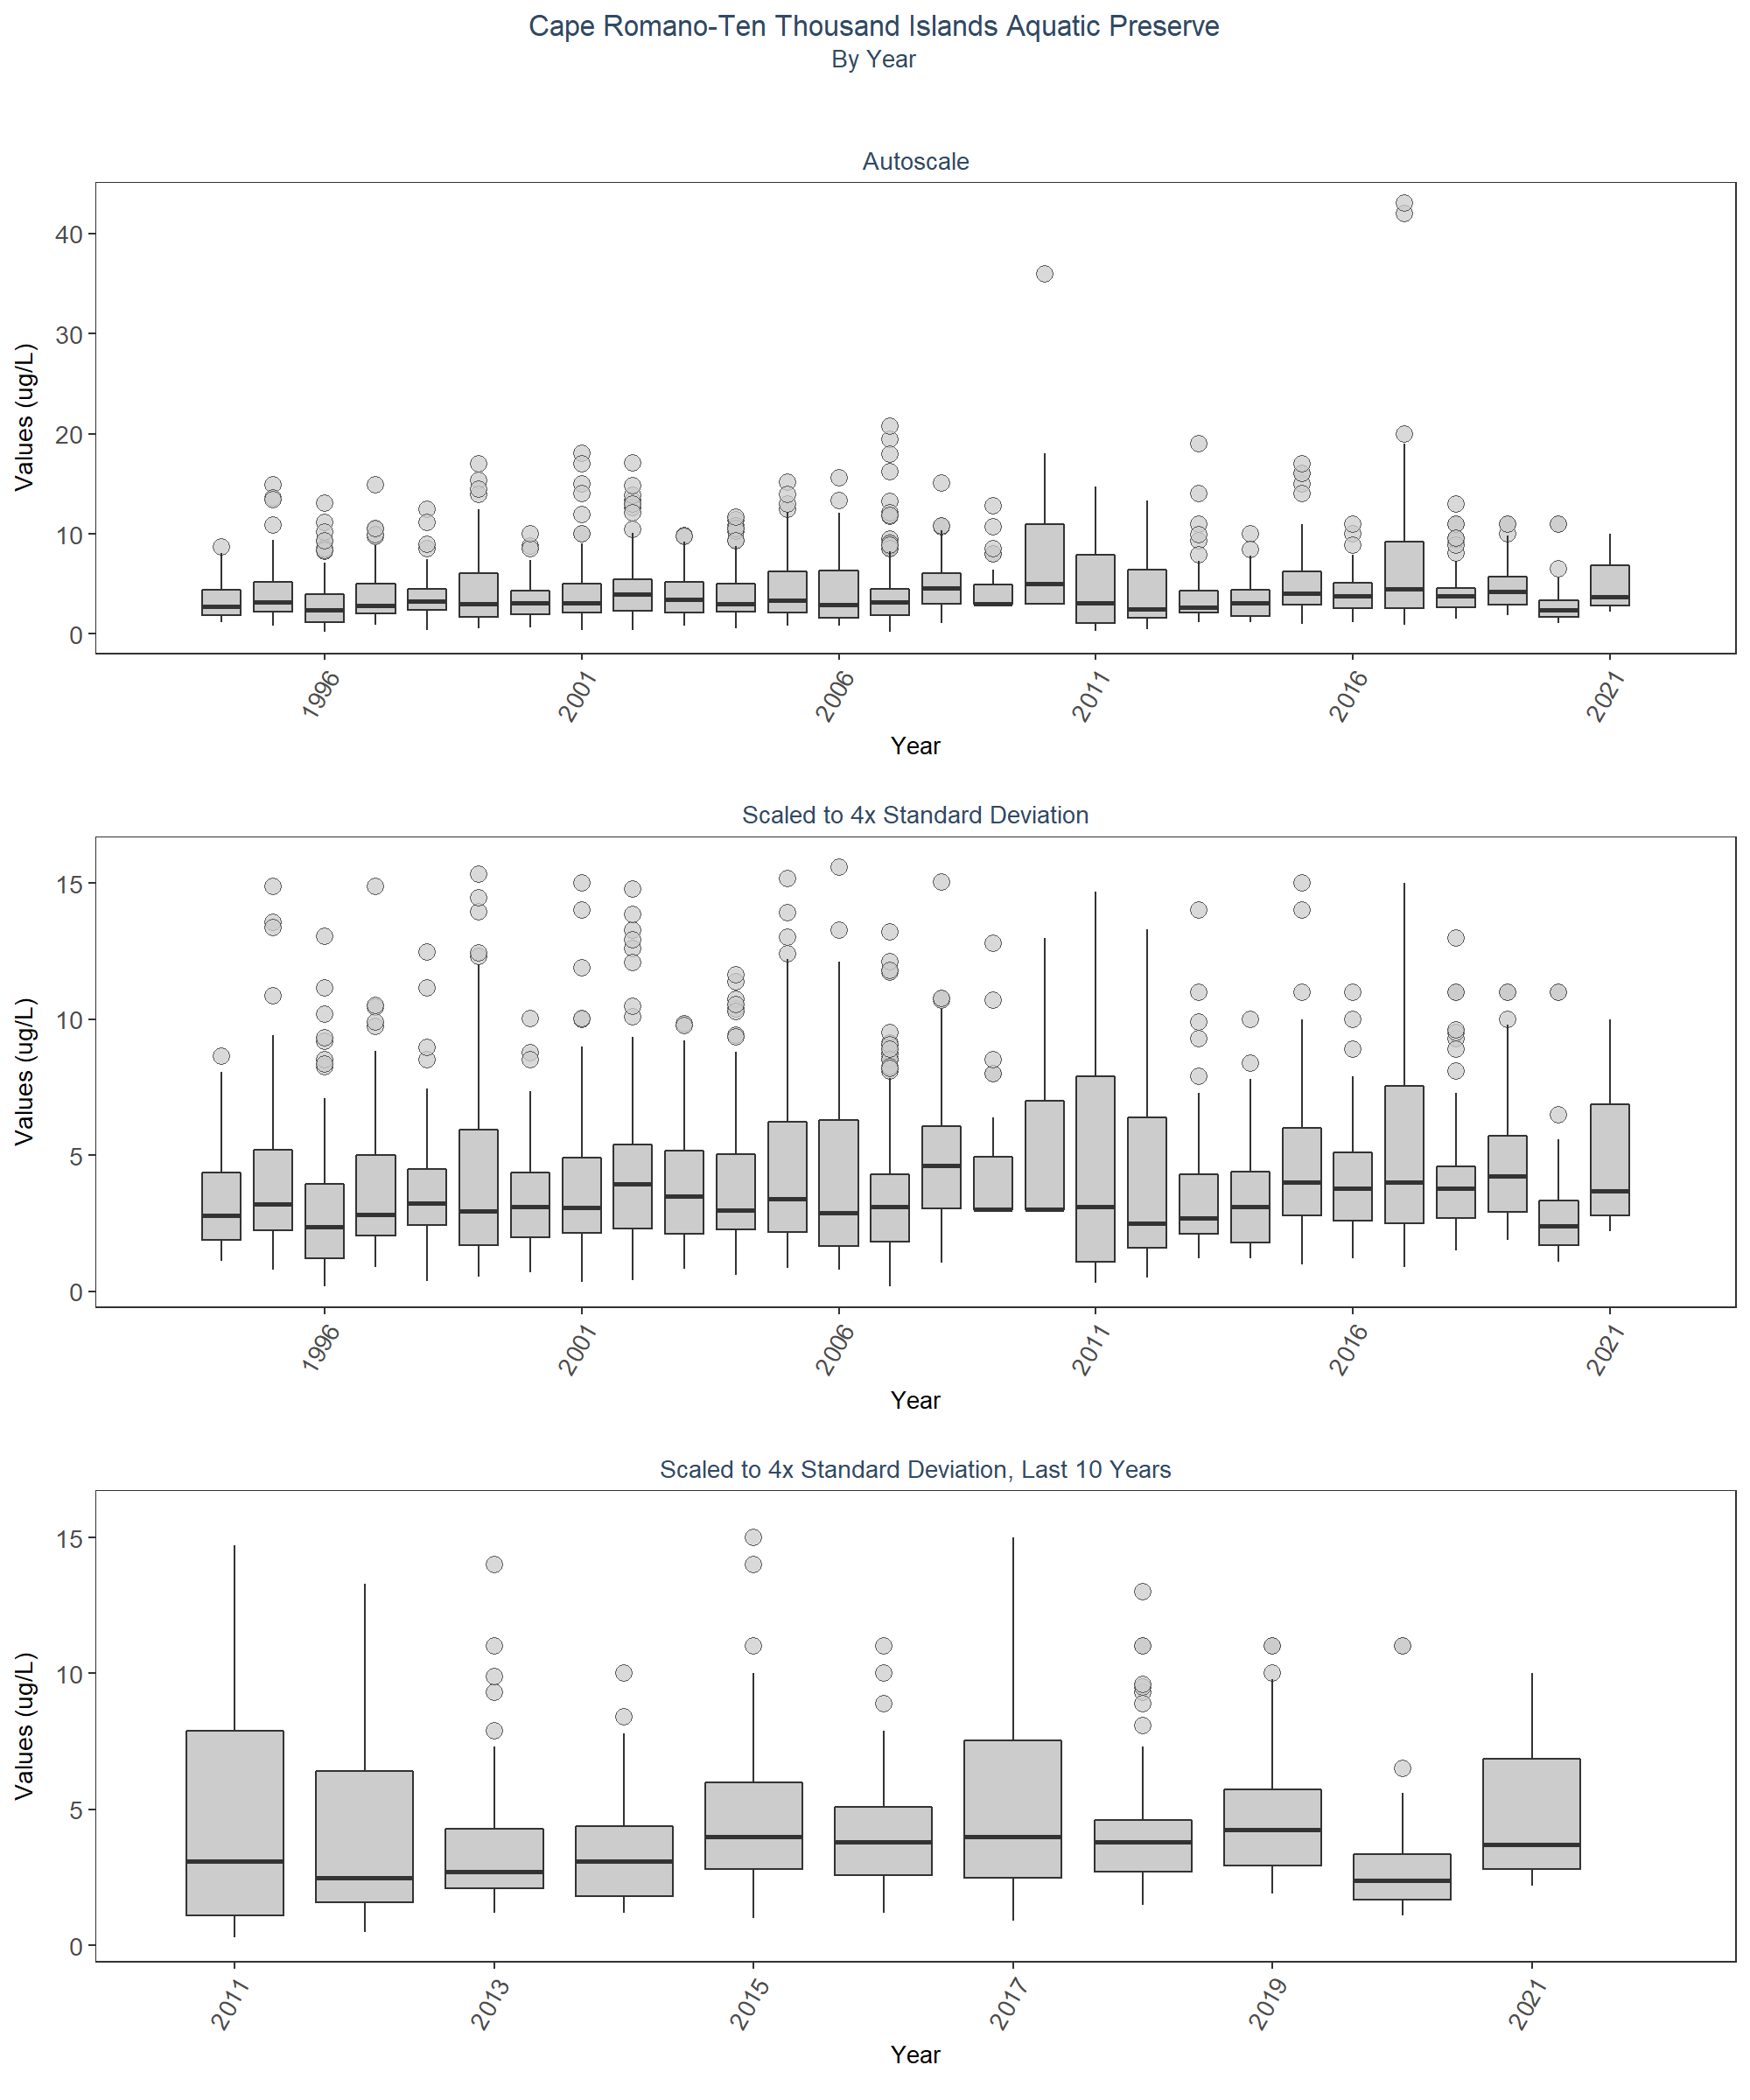 Cape Romano-Ten Thousand Islands Aquatic Preserve
By Year
Autoscale
Values (ug/L)
40
30
20
10
0
1996
2001
2006
2011
2016
2021
Year
Scaled to 4x Standard Deviation
Values (ug/L)
15
10
5
0
1996
2001
2006
2011
2016
2021
Year
Scaled to 4x Standard Deviation, Last 10 Years
Values (ug/L)
15
10
5
0
2011
2013
2015
2017
2019
2021
Year